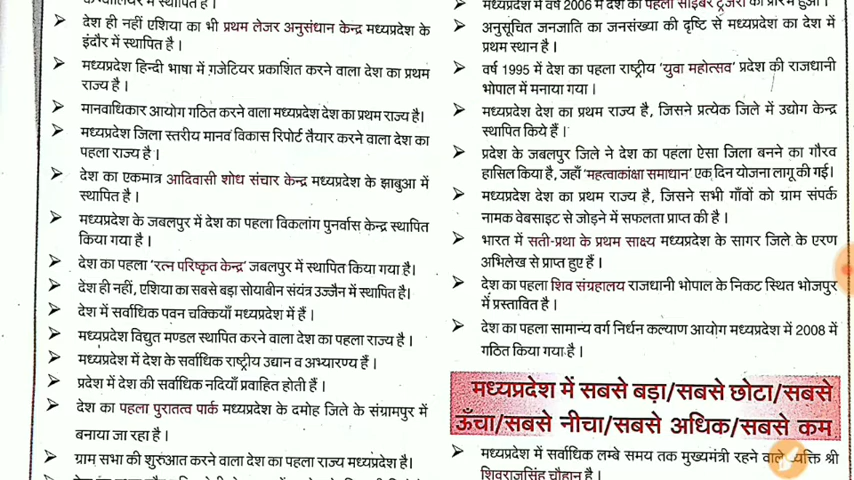 देश ही नहीं एशिया का भी प्रथम लेजर अनुसंधान केन्द्र मध्यप्रदेश के
इंदौर में स्थापित है।
मध्यप्रदेश हिन्दी भाषा में गजेटियर प्रकाशित करने वाला देश का प्रथम
राज्य है।
मानवाधिकार आयोग गठित करने वाला मध्यप्रदेश देश का प्रथम राज्य है।
मध्यप्रदेश जिला स्तरीय मानव विकास रिपोर्ट तैयार करने वाला देश का
पहला राज्य है।
देश का एकमात्र आदिवासी शोध संचार केन्द्र मध्यप्रदेश के झाबुआ में
स्थापित है।
मध्यप्रदेश के जबलपुर में देश का पहला विकलांग पुनर्वास केन्द्र स्थापित
किया गया है।
देश का पहला 'रत्न परिष्कृत केन्द्र' जबलपुर में स्थापित किया गया है।
देश ही नहीं, एशिया का सबसे बड़ा सोयाबीन संयंत्र उज्जैन में स्थापित है।
देश में सर्वाधिक पवन चक्कियाँ मध्यप्रदेश में हैं।
मध्यप्रदेश विद्युत मण्डल स्थापित करने वाला देश का पहला राज्य है।
मध्यप्रदेश में देश के सर्वाधिक राष्ट्रीय उद्यान व अभ्यारण्य हैं।
प्रदेश में देश की सर्वाधिक नदियाँ प्रवाहित होती हैं।
देश का पहला पुरातत्व पार्क मध्यप्रदेश के दमोह जिले के संग्रामपुर में
बनाया जा रहा है।
ग्राम सभा की शुरुआत करने वाला देश का पहला राज्य मध्यप्रदेश है।
मध्यप्रदेश में वर्ष 2006 में देश का पहला साइबर ट्रेजरी का प्रारंभ हुआ।
अनुसूचित जनजाति का जनसंख्या की दृष्टि से मध्यप्रदेश का देश में
प्रथम स्थान है।
वर्ष 1995 में देश का पहला राष्ट्रीय 'युवा महोत्सव' प्रदेश की राजधानी
भोपाल में मनाया गया।
मध्यप्रदेश देश का प्रथम राज्य है, जिसने प्रत्येक जिले में उद्योग केन्द्र
स्थापित किये हैं।
प्रदेश के जबलपुर जिले ने देश का पहला ऐसा जिला बनने का गौरव
हासिल किया है, जहाँ 'महत्वाकांक्षा समाधान' एक दिन योजना लागू की गई।
मध्यप्रदेश देश का प्रथम राज्य है, जिसने सभी गाँवों को ग्राम संपर्क
नामक वेबसाइट से जोड़ने में सफलता प्राप्त की है।
भारत में सती-प्रथा के प्रथम साक्ष्य मध्यप्रदेश के सागर जिले के एरण
अभिलेख से प्राप्त हुए हैं।
देश का पहला शिव संग्रहालय राजधानी भोपाल के निकट स्थित भोजपुर
में प्रस्तावित है।
देश का पहला सामान्य वर्ग निर्धन कल्याण आयोग मध्यप्रदेश में 2008 में
गठित किया गया है।
मध्यप्रदेश में सबसे बड़ा/सबसे छोटा/सबसे
ऊँचा/सबसे नीचा/सबसे अधिक/सबसे कम
मध्यप्रदेश में सर्वाधिक लम्बे समय तक मुख्यमंत्री रहने वाले व्यक्ति श्री
शिवराजसिंह चौहान है।